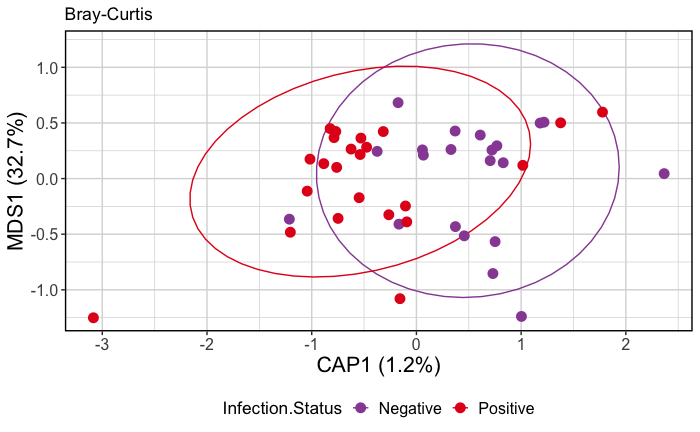 Bray-Curtis
MDS1 (32.7%)
1.0
0.5
0.0
-0.5
-1.0
-3 -2 -1 0 1 2
CAP1 (1.2%)
Infection.Status Negative Positive